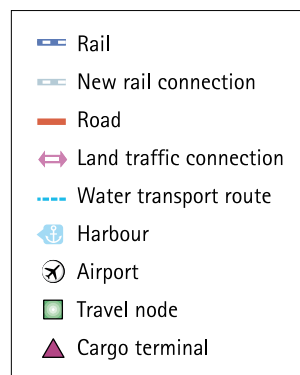 Rail
New rail connection
Road
Land traffic connection
Water transport route
Harbour
Airport
Travel node
Cargo terminal